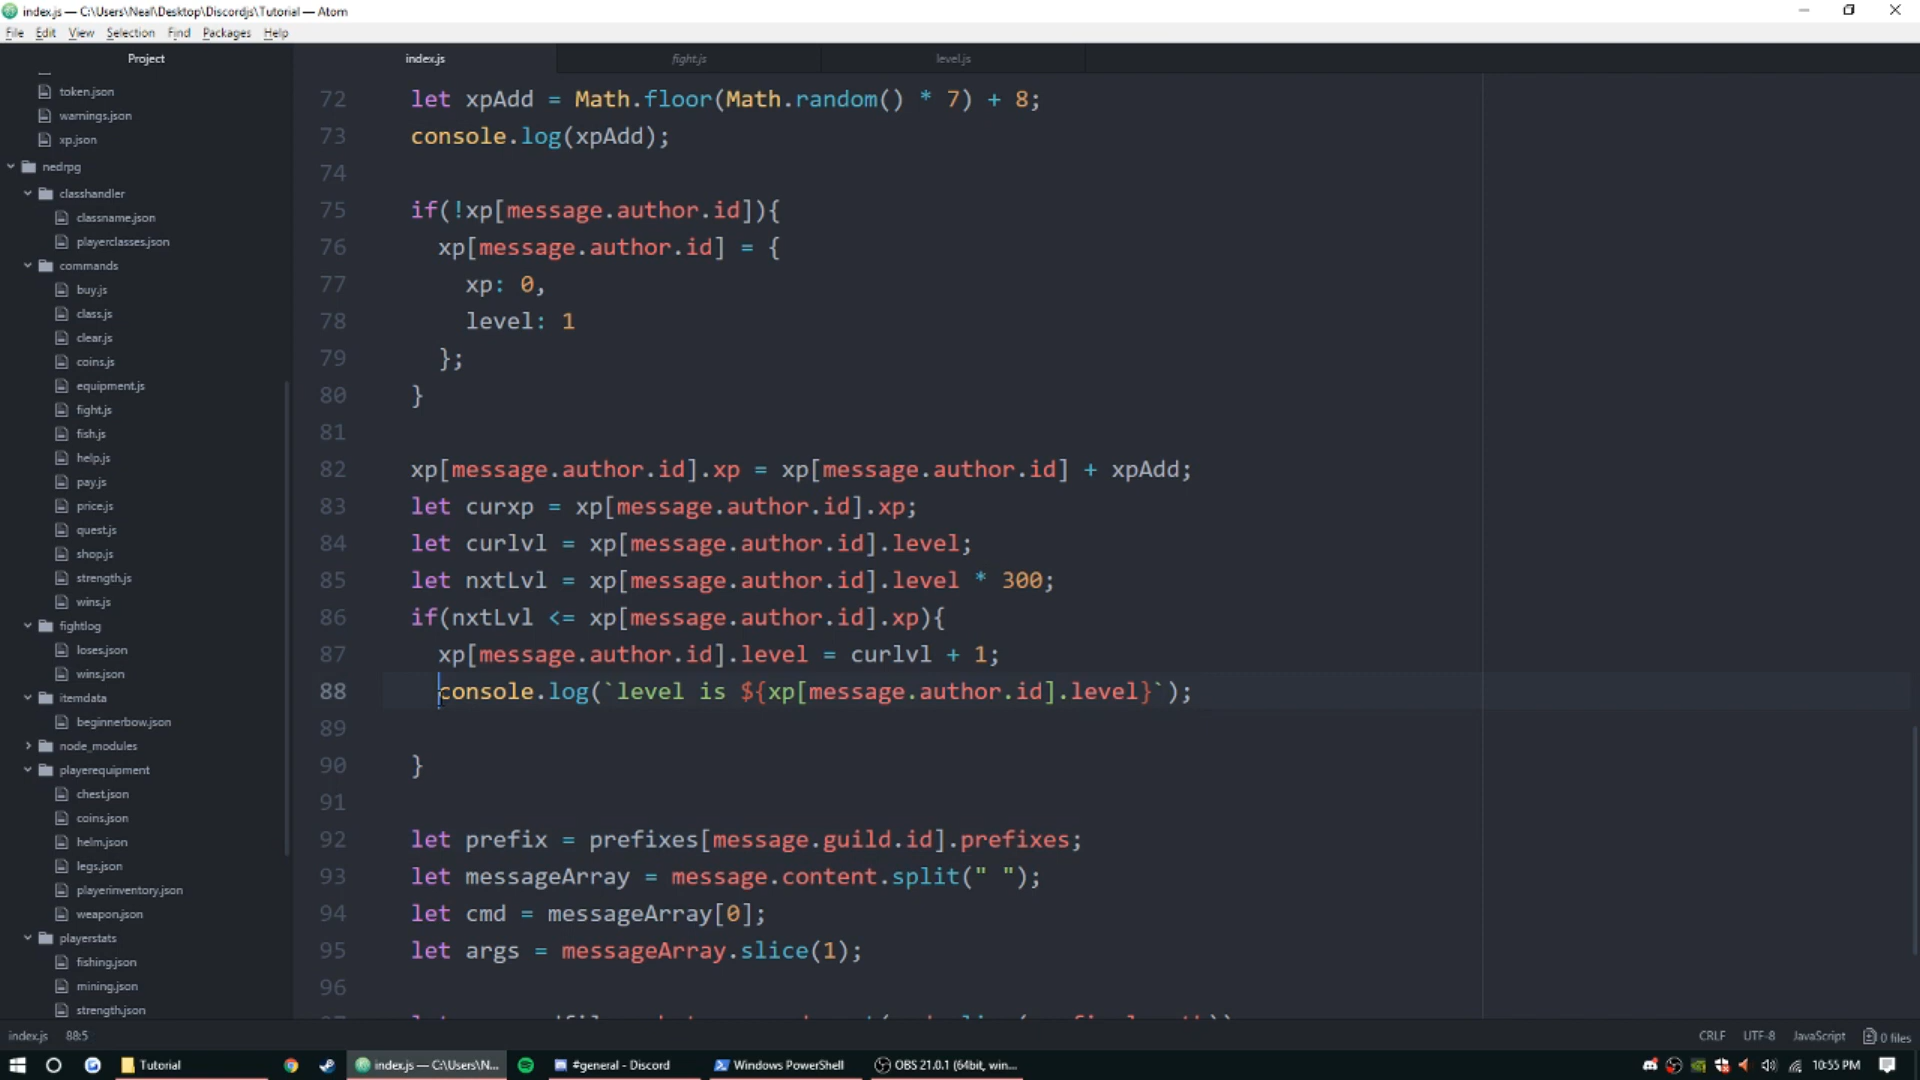 index.js — C:\Users\Neal\Desktop\Discordjs\Tutorial — Atom
File Edit View Selection Find Packages Help
Project
index.js
fight.js
level.js
token.json
warnings.json
xp.json
nedrpg
classhandler
classname.json
playerclasses.json
commands
buy.js
class.js
clear.js
coins.js
equipment.js
fight.js
fish.js
help.js
pay.js
price.js
quest.js
shop.js
strength.js
wins.js
fightlog
loses.json
wins.json
itemdata
beginnerbow.json
node_modules
playerequipment
chest.json
coins.json
helm.json
legs.json
playerinventory.json
weapon.json
playerstats
fishing.json
mining.json
strength.json
72 let xpAdd = Math.floor(Math.random() * 7) + 8;
73 console.log(xpAdd);
74
75 if(!xp[message.author.id]){
76 xp[message.author.id] = {
77 xp: 0,
78 level: 1
79 };
80 }
81
82 xp[message.author.id].xp = xp[message.author.id] + xpAdd;
83 let curxp = xp[message.author.id].xp;
84 let curlvl = xp[message.author.id].level;
85 let nxtLvl = xp[message.author.id].level * 300;
86 if(nxtLvl <= xp[message.author.id].xp){
87 xp[message.author.id].level = curlvl + 1;
88 console.log(`level is ${xp[message.author.id].level}`);
89
90 }
91
92 let prefix = prefixes[message.guild.id].prefixes;
93 let messageArray = message.content.split(" ");
94 let cmd = messageArray[0];
95 let args = messageArray.slice(1);
96
index.js 88:5
CRLF UTF-8 JavaScript 0 files
Tutorial
index.js — C:\Users\N...
#general - Discord
Windows PowerShell
OBS 21.0.1 (64bit, win...
10:55 PM